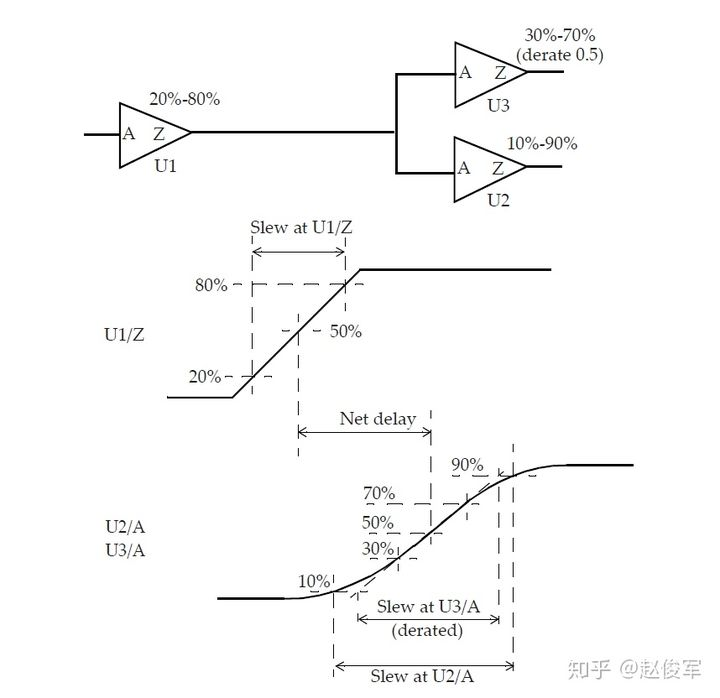 30%-70%
(derate 0.5)
20%-80%
A Z
U3
A Z
U1
10%-90%
A Z
U2
Slew at U1/Z
80%
U1/Z
50%
20%
Net delay
90%
70%
U2/A
50%
U3/A
30%
10%
Slew at U3/A
(derated)
Slew at U2/A
知乎 @赵俊军